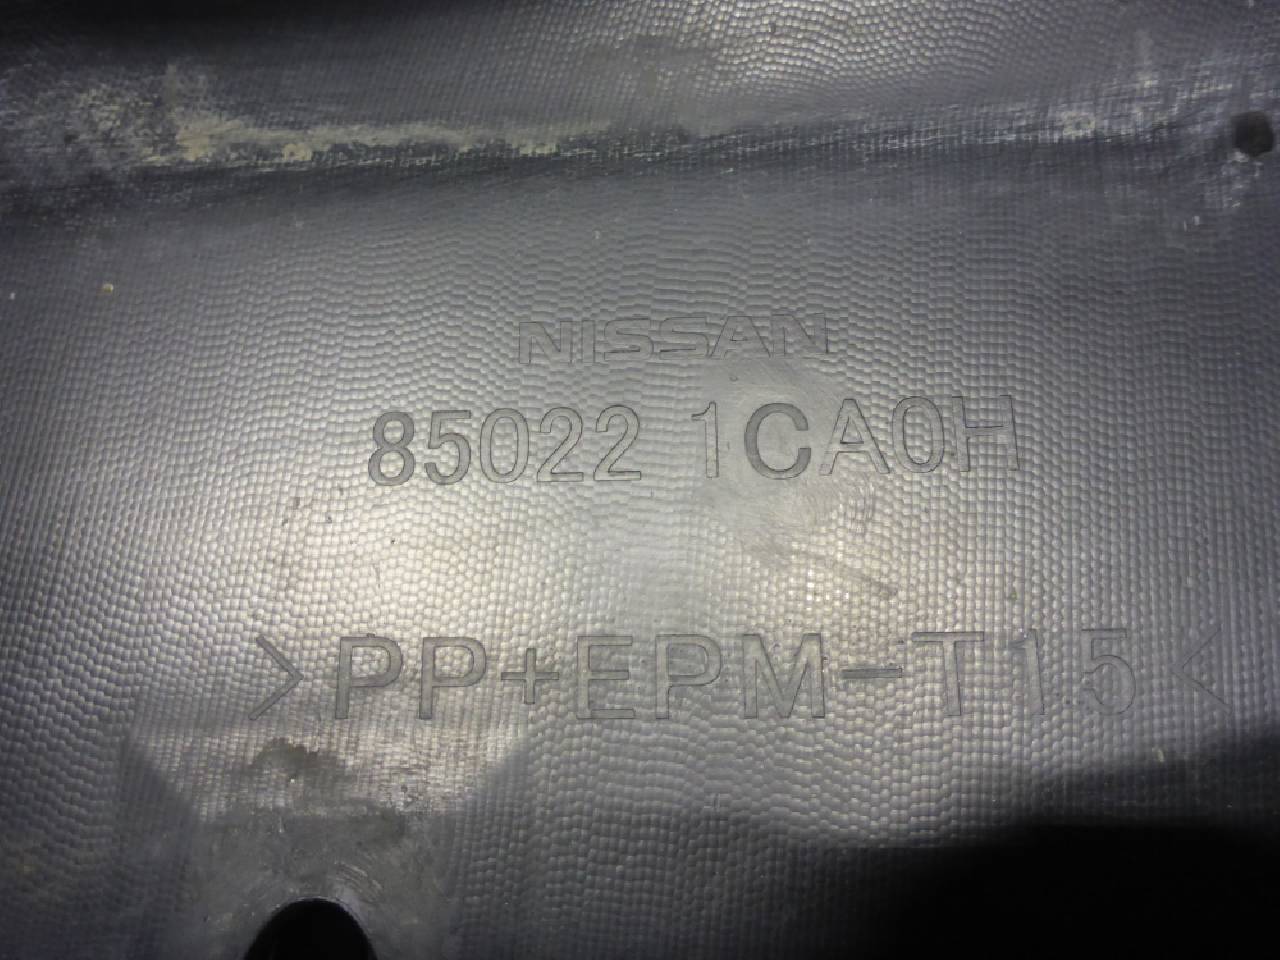 NISSAN
85022 1CA0H
>PP+EPM-T15<